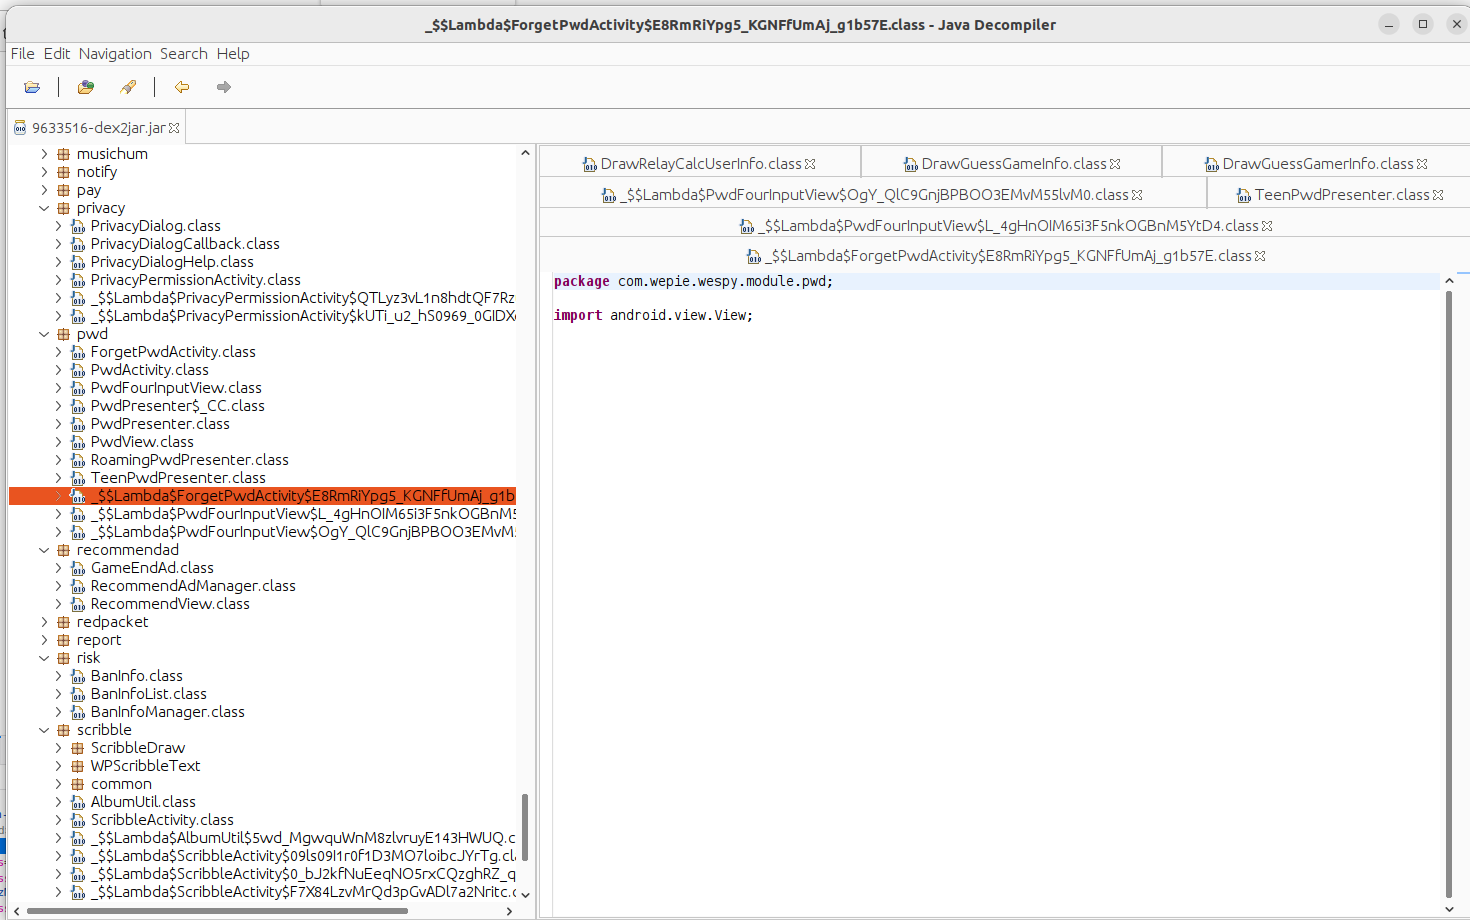 _$$Lambda$ForgetPwdActivity$E8RmRiYpg5_KGNFfUmAj_g1b57E.class - Java Decompiler
File Edit Navigation Search Help
9633516-dex2jar.jar
musichum
notify
pay
privacy
PrivacyDialog.class
PrivacyDialogCallback.class
PrivacyDialogHelp.class
PrivacyPermissionActivity.class
_$$Lambda$PrivacyPermissionActivity$QTLyz3vL1n8hdtQF7Rz
_$$Lambda$PrivacyPermissionActivity$kUTi_u2_hS0969_0GlDX
pwd
ForgetPwdActivity.class
PwdActivity.class
PwdFourInputView.class
PwdPresenter$_CC.class
PwdPresenter.class
PwdView.class
RoamingPwdPresenter.class
TeenPwdPresenter.class
_$$Lambda$ForgetPwdActivity$E8RmRiYpg5_KGNFfUmAj_g1b
_$$Lambda$PwdFourInputView$L_4gHnOIM65i3F5nkOGBnM5
_$$Lambda$PwdFourInputView$OgY_QlC9GnjBPBOO3EMvM
recommendad
GameEndAd.class
RecommendAdManager.class
RecommendView.class
redpacket
report
risk
BanInfo.class
BanInfoList.class
BanInfoManager.class
scribble
ScribbleDraw
WPScribbleText
common
AlbumUtil.class
ScribbleActivity.class
_$$Lambda$AlbumUtil$5wd_MgwquWnM8zlvruyE143HWUQ.c
_$$Lambda$ScribbleActivity$09ls09I1r0f1D3MO7loibcJYrTg.cl
_$$Lambda$ScribbleActivity$0_bJ2kfNuEeqNO5rxCQzghRZ_q
_$$Lambda$ScribbleActivity$F7X84LzvMrQd3pGvADl7a2Nritc.
DrawRelayCalcUserInfo.class
DrawGuessGameInfo.class
DrawGuessGamerInfo.class
_$$Lambda$PwdFourInputView$OgY_QlC9GnjBPBOO3EMvM55lvM0.class
TeenPwdPresenter.class
_$$Lambda$PwdFourInputView$L_4gHnOIM65i3F5nkOGBnM5YtD4.class
_$$Lambda$ForgetPwdActivity$E8RmRiYpg5_KGNFfUmAj_g1b57E.class
package com.wepie.wespy.module.pwd;
import android.view.View;